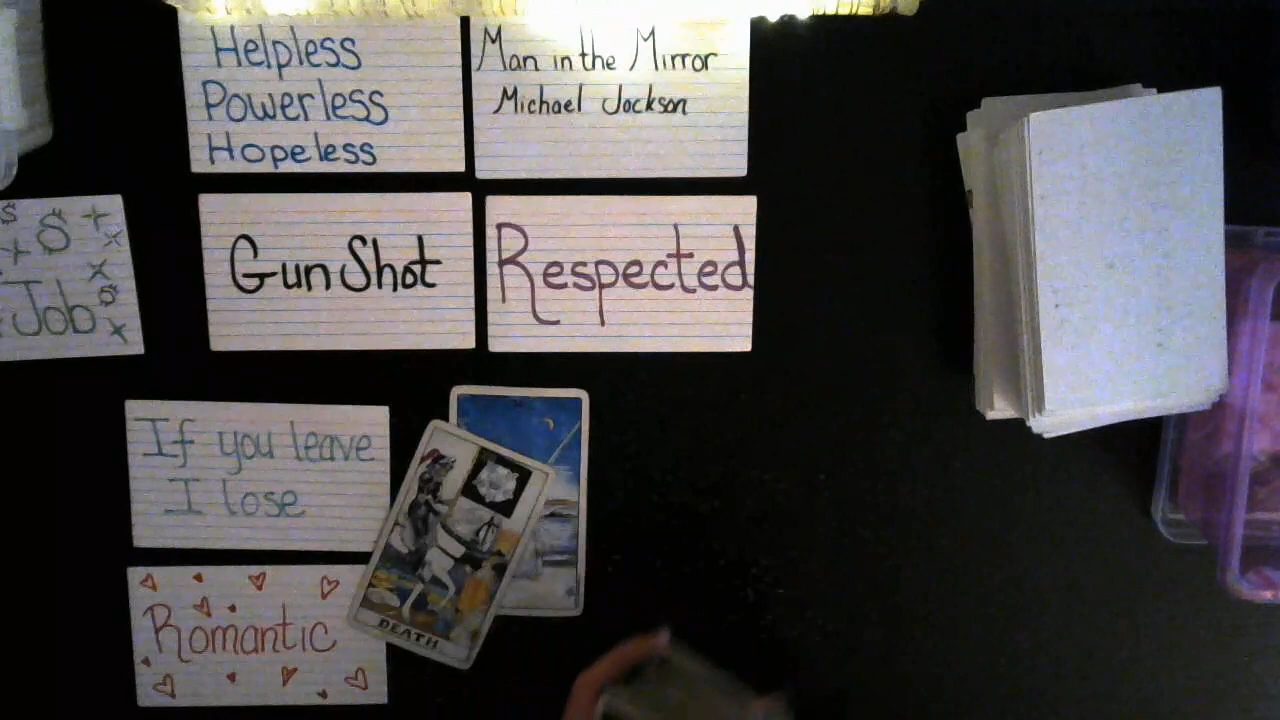 Helpless
Powerless
Hopeless
Man in the Mirror
Michael Jackson
$ $
Job $
Gun Shot
Respected
If you leave
I lose
Romantic
DEATH